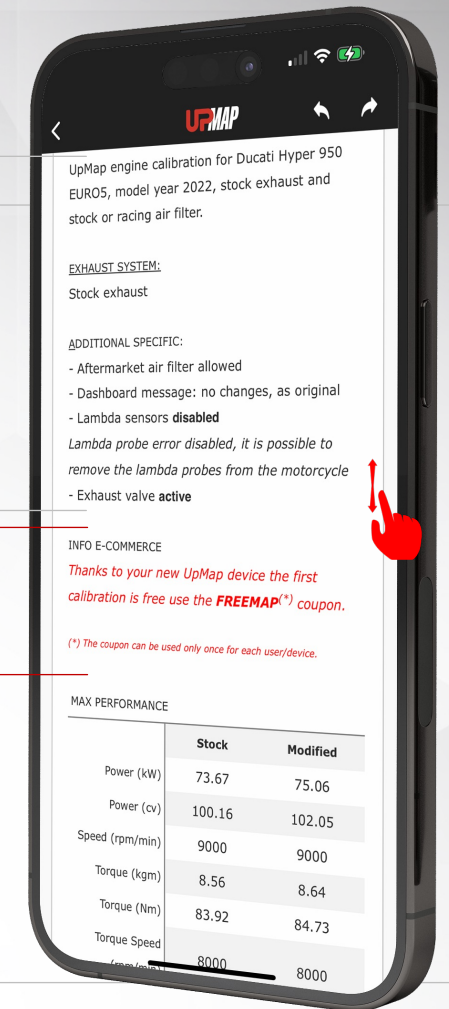 UPMAP
UpMap engine calibration for Ducati Hyper 950
EURO5, model year 2022, stock exhaust and
stock or racing air filter.
EXHAUST SYSTEM:
Stock exhaust
ADDITIONAL SPECIFIC:
- Aftermarket air filter allowed
- Dashboard message: no changes, as original
- Lambda sensors disabled
Lambda probe error disabled, it is possible to
remove the lambda probes from the motorcycle
- Exhaust valve active
INFO E-COMMERCE
Thanks to your new UpMap device the first
calibration is free use the FREEMAP(*) coupon.
(*) The coupon can be used only once for each user/device.
MAX PERFORMANCE
Stock Modified
Power (kW) 73.67 75.06
Power (cv) 100.16 102.05
Speed (rpm/min) 9000 9000
Torque (kgm) 8.56 8.64
Torque (Nm) 83.92 84.73
Torque Speed
(rpm/min) 8000 8000